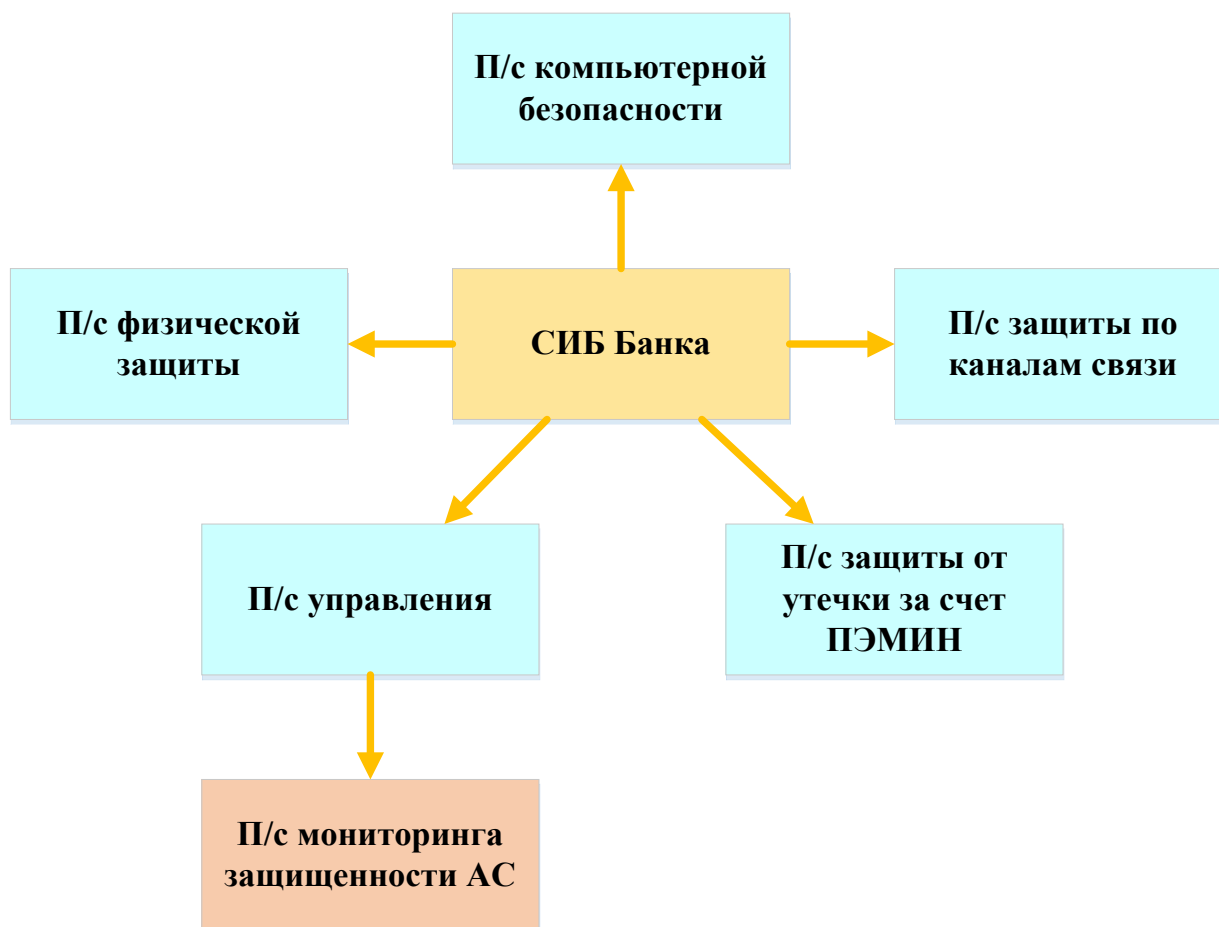 П/с компьютерной
безопасности
П/с физической
защиты
СИБ Банка
П/с защиты по
каналам связи
П/с управления
П/с защиты от
утечки за счет
ПЭМИН
П/с мониторинга
защищенности АС